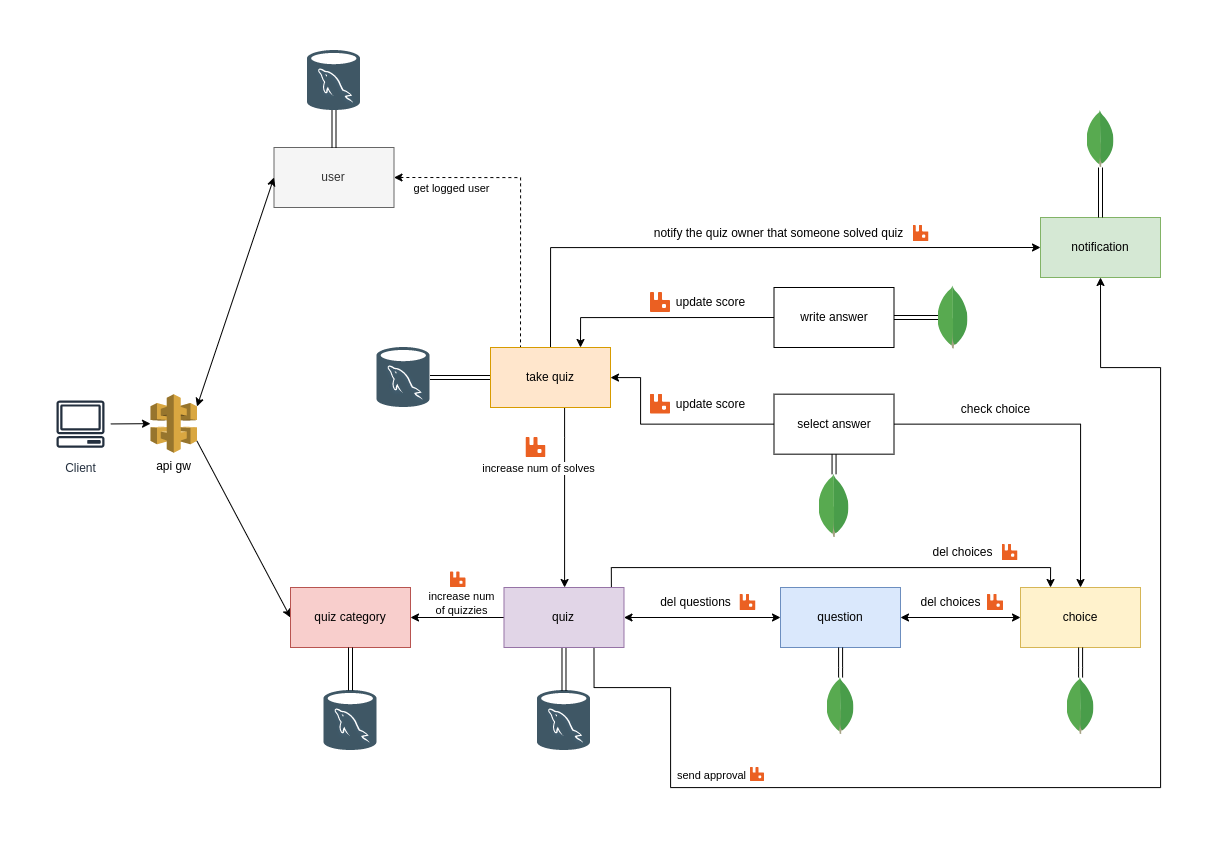 user
get logged user
notify the quiz owner that someone solved quiz
notification
update score
write answer
take quiz
update score
select answer
check choice
Client
api gw
increase num of solves
del choices
increase num
of quizzies
del questions
del choices
quiz category
quiz
question
choice
send approval